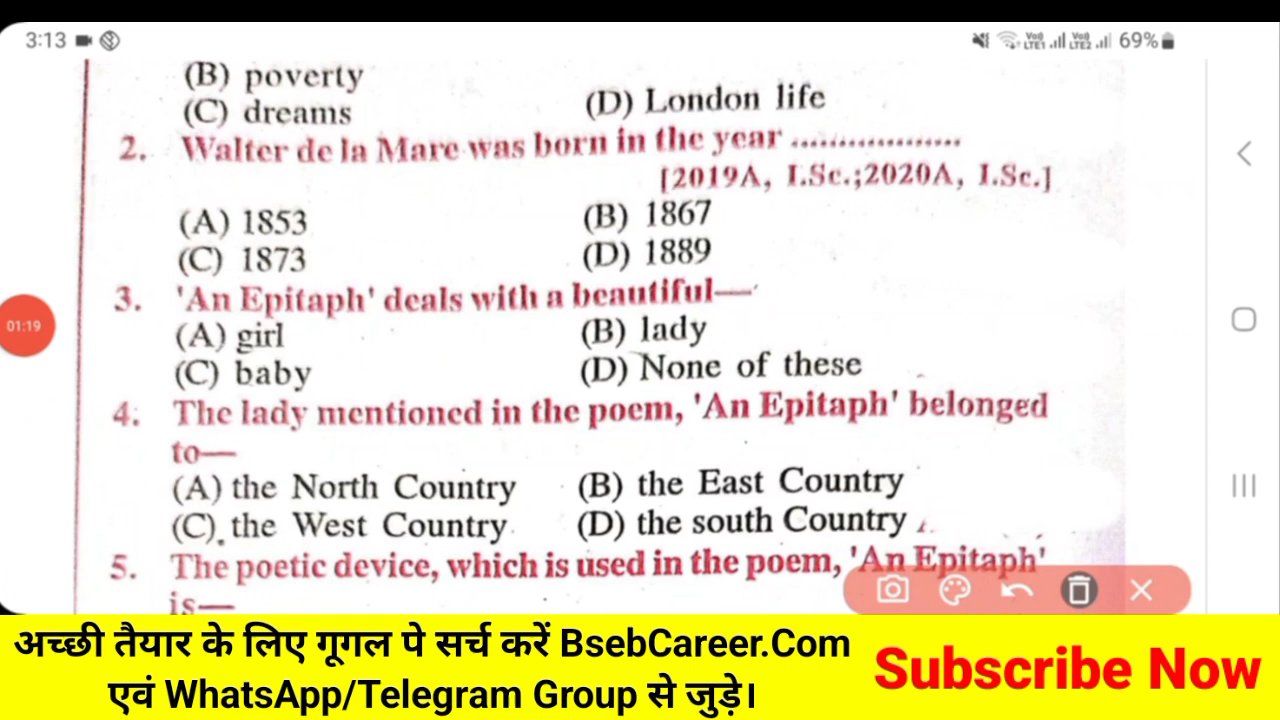 3:13
Vo) LTE1 Vo) LTE2 69%
(B) poverty
(C) dreams (D) London life
2. Walter de la Mare was born in the year ..................
[2019A, I.Sc.;2020A, I.Sc.]
(A) 1853 (B) 1867
(C) 1873 (D) 1889
3. 'An Epitaph' deals with a beautiful—
01:19
(A) girl (B) lady
(C) baby (D) None of these
4. The lady mentioned in the poem, 'An Epitaph' belonged
to—
(A) the North Country (B) the East Country
(C) the West Country (D) the south Country
5. The poetic device, which is used in the poem, 'An Epitaph'
is—
अच्छी तैयार के लिए गूगल पे सर्च करें BsebCareer.Com
एवं WhatsApp/Telegram Group से जुड़े।
Subscribe Now